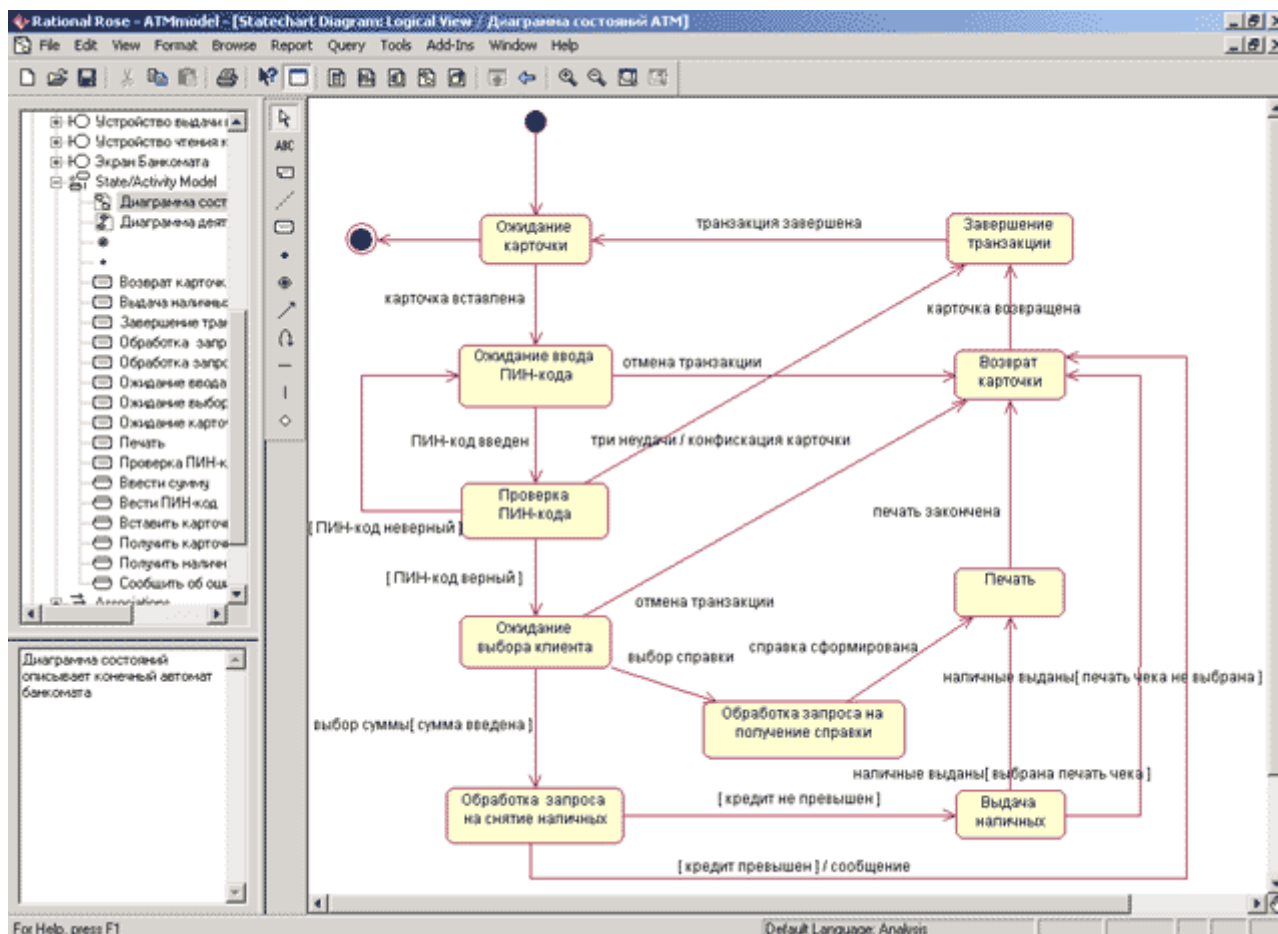 Rational Rose - ATMmodel - [Statechart Diagram: Logical View / Диаграмма состояний ATM]
File Edit View Format Browse Report Query Tools Add-Ins Window Help
Устройство выдачи
Устройство чтения к
Экран Банкомата
State/Activity Model
Диаграмма сост
Диаграмма деят
Возврат карточк
Выдача наличнь
Завершение тран
Обработка запр
Обработка запро
Ожидание ввода
Ожидание выбор
Ожидание карто
Печать
Проверка ПИН-к
Ввести сумму
Вести ПИН-код
Вставить карточ
Получить карточ
Получить наличн
Сообщить об ош
Associations
Диаграмма состояний
описывает конечный автомат
банкомата
ABC
Ожидание
карточки
транзакция завершена
Завершение
транзакции
карточка вставлена
карточка возвращена
Ожидание ввода
ПИН-кода
отмена транзакции
Возврат
карточки
ПИН-код введен
три неудачи / конфискация карточки
Проверка
ПИН-кода
[ ПИН-код неверный ]
печать закончена
[ ПИН-код верный ]
Печать
отмена транзакции
Ожидание
выбора клиента
выбор справки
справка сформирована
наличные выданы[ печать чека не выбрана ]
Обработка запроса на
получение справки
выбор суммы[ сумма введена ]
наличные выданы[ выбрана печать чека ]
Обработка запроса
на снятие наличных
[ кредит не превышен ]
Выдача
наличных
[ кредит превышен ] / сообщение
For Help, press F1
Default Language: Analysis